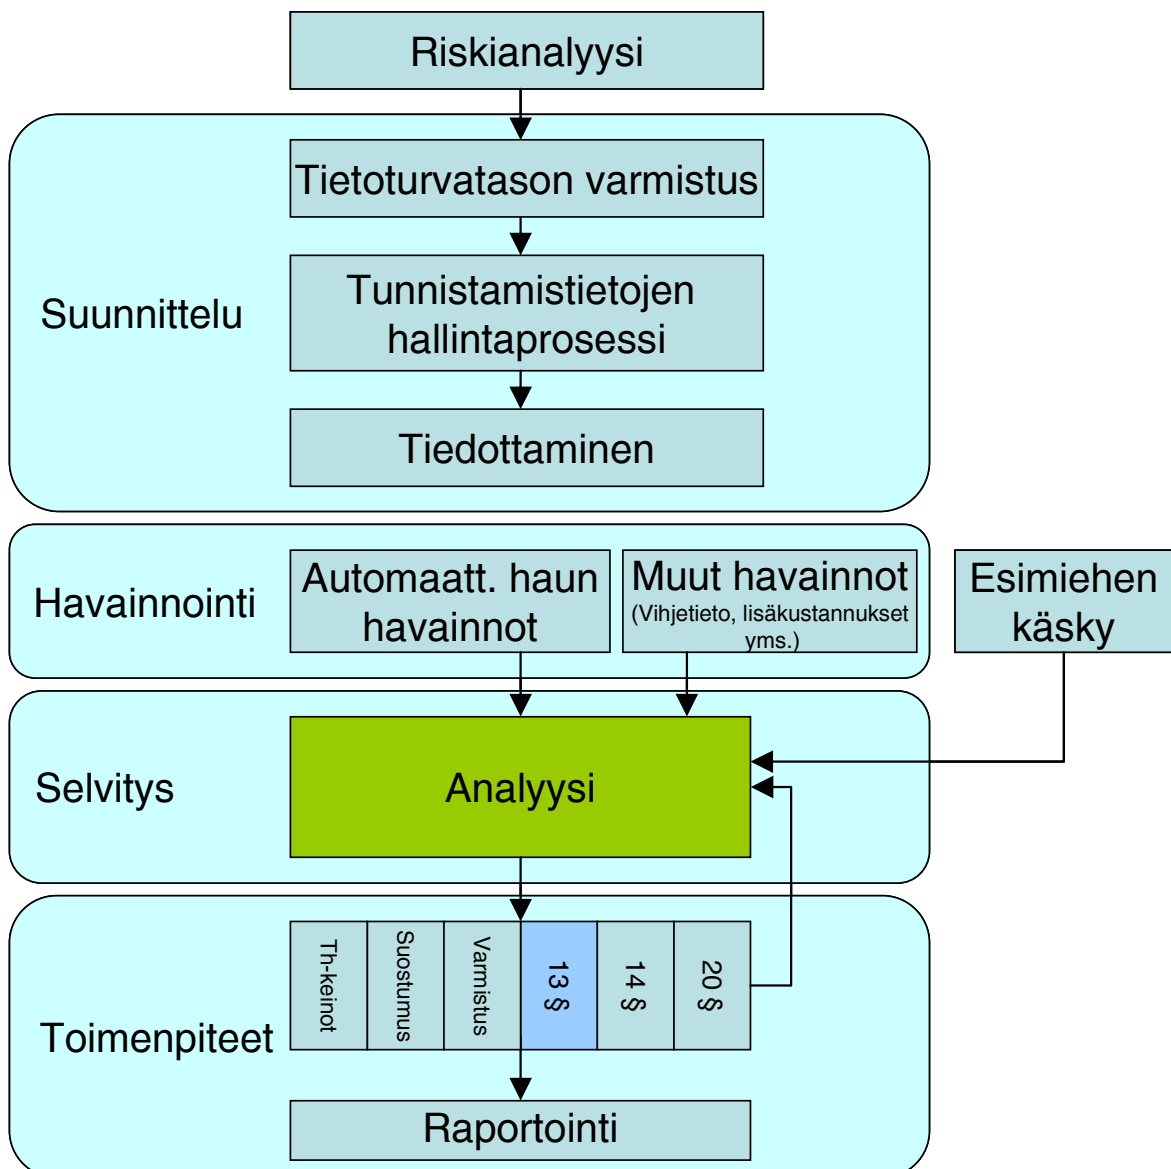 Riskianalyysi
Suunnittelu
Tietoturvatason varmistus
Tunnistamistietojen
hallintaprosessi
Tiedottaminen
Havainnointi
Automaatt. haun
havainnot
Muut havainnot
(Vihjetieto, lisäkustannukset
yms.)
Esimiehen
käsky
Selvitys
Analyysi
Toimenpiteet
Th-keinot
Suostumus
Varmistus
13 §
14 §
20 §
Raportointi